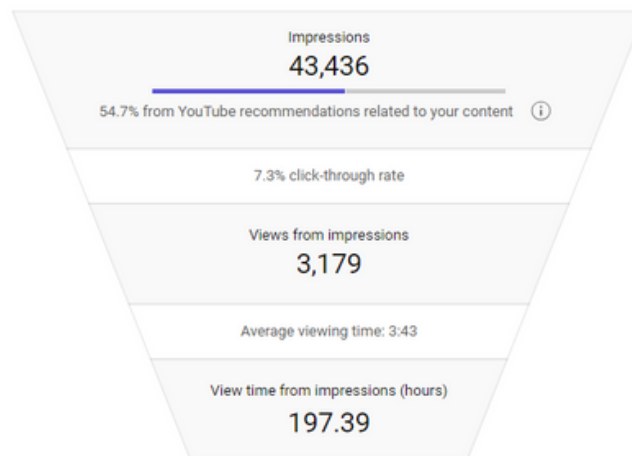 Impressions
43,436
54.7% from YouTube recommendations related to your content
7.3% click-through rate
Views from impressions
3,179
Average viewing time: 3:43
View time from impressions (hours)
197.39